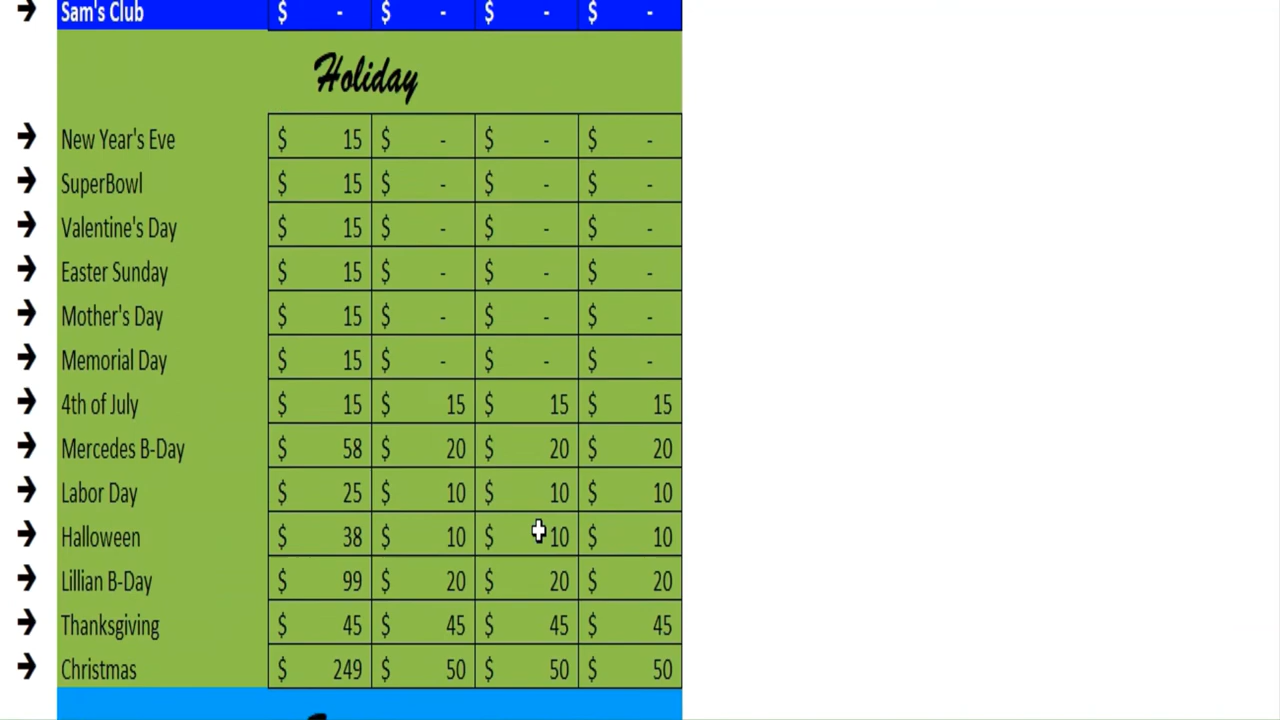 Sam's Club $ - $ - $ - $ -
Holiday
New Year's Eve $ 15 $ - $ - $ -
SuperBowl $ 15 $ - $ - $ -
Valentine's Day $ 15 $ - $ - $ -
Easter Sunday $ 15 $ - $ - $ -
Mother's Day $ 15 $ - $ - $ -
Memorial Day $ 15 $ - $ - $ -
4th of July $ 15 $ 15 $ 15 $ 15
Mercedes B-Day $ 58 $ 20 $ 20 $ 20
Labor Day $ 25 $ 10 $ 10 $ 10
Halloween $ 38 $ 10 $ 10 $ 10
Lillian B-Day $ 99 $ 20 $ 20 $ 20
Thanksgiving $ 45 $ 45 $ 45 $ 45
Christmas $ 249 $ 50 $ 50 $ 50